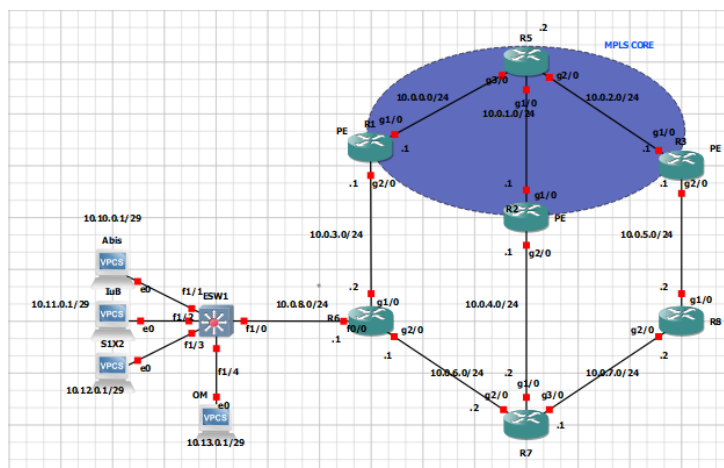 .2
R5
MPLS CORE
g3/0
g2/0
10.0.0.0/24
g1/0
10.0.2.0/24
10.0.1.0/24
g1/0
PE
R1
.1
g1/0
R3
PE
.1
.1
g2/0
.1
.1
g2/0
g1/0
R2
PE
.1
g2/0
10.10.0.1/29
Abis
VPCS
e0
f1/1
10.0.3.0/24
10.0.5.0/24
10.11.0.1/29
IuB
VPCS
e0
f1/2
ESW1
10.0.8.0/24
10.0.4.0/24
.2
g1/0
.2
g1/0
f1/0
R6
f0/0
.1
R8
S1X2
VPCS
e0
f1/3
g2/0
.1
g2/0
.2
10.12.0.1/29
f1/4
10.0.6.0/24
.2
g1/0
10.0.7.0/24
OM
e0
VPCS
10.13.0.1/29
g2/0
.2
g3/0
.1
R7